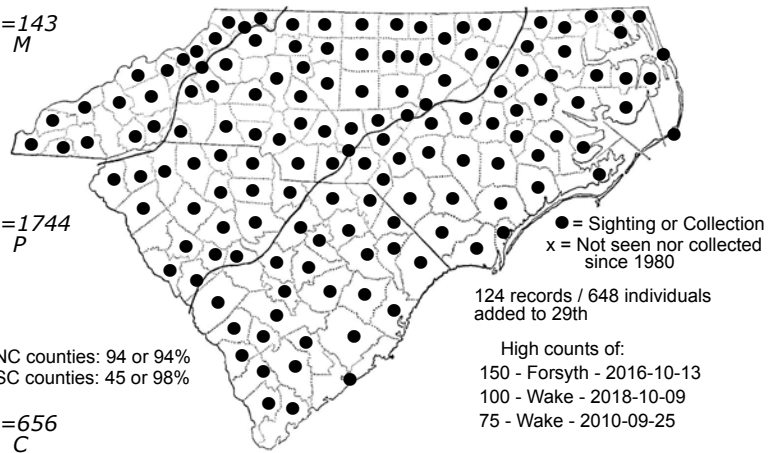 =143
M
=1744
P
● = Sighting or Collection
x = Not seen nor collected
since 1980
124 records / 648 individuals
added to 29th
High counts of:
NC counties: 94 or 94%
150 - Forsyth - 2016-10-13
SC counties: 45 or 98%
100 - Wake - 2018-10-09
75 - Wake - 2010-09-25
=656
C